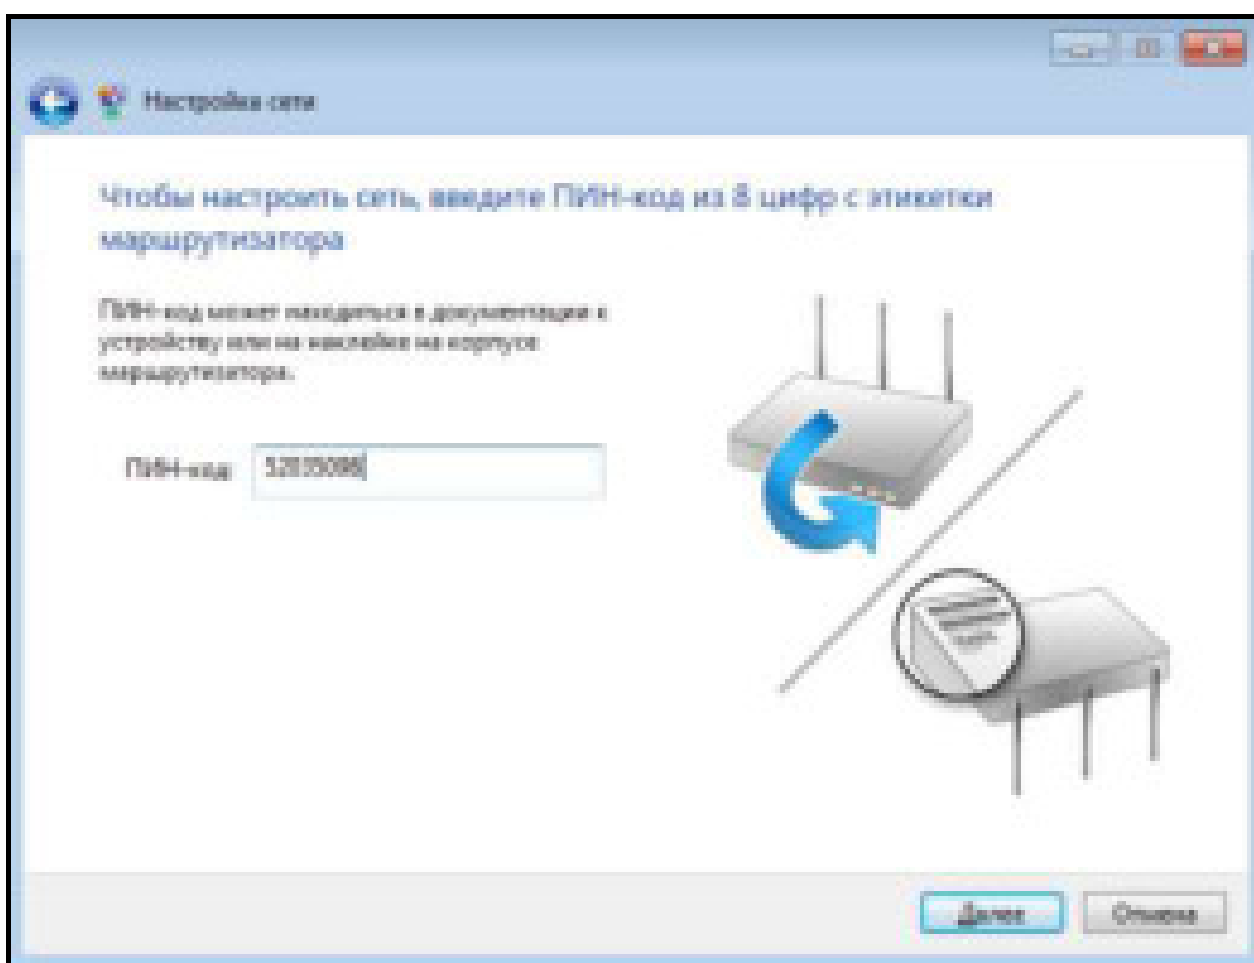 Настройка сети
Чтобы настроить сеть, введите ПИН-код из 8 цифр с этикетки
маршрутизатора
ПИН-код может находиться в документации к
устройству или на наклейке на корпусе
маршрутизатора.
ПИН-код:
Далее
Отмена